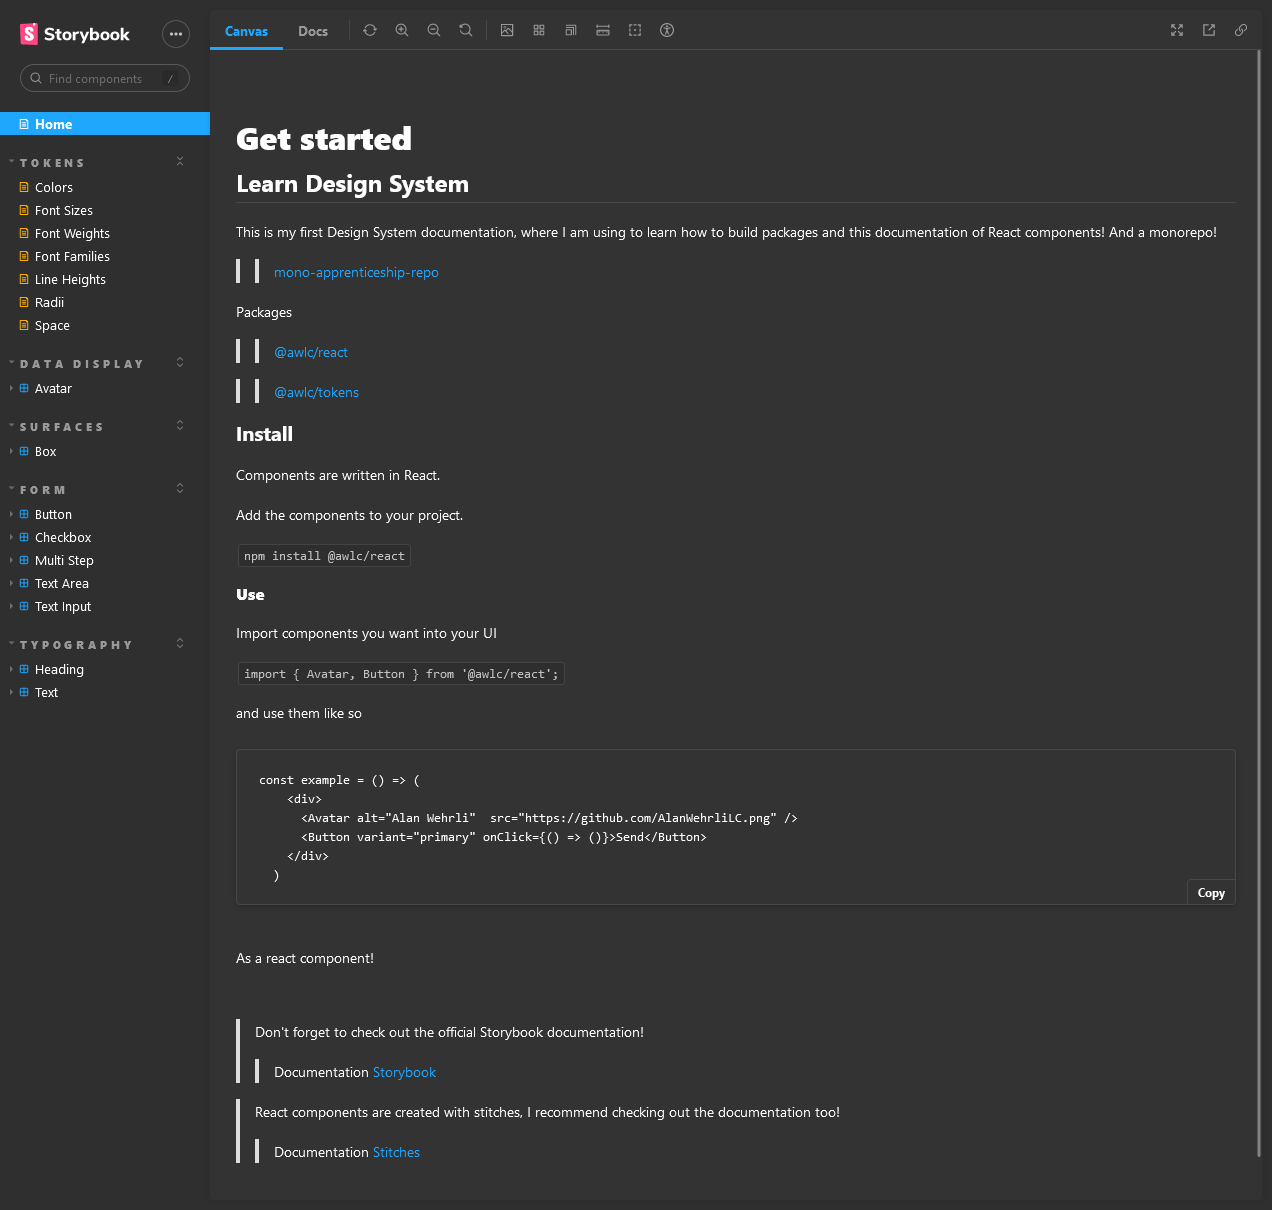 Storybook
Find components /
Home
TOKENS
Colors
Font Sizes
Font Weights
Font Families
Line Heights
Radii
Space
DATA DISPLAY
Avatar
SURFACES
Box
FORM
Button
Checkbox
Multi Step
Text Area
Text Input
TYPOGRAPHY
Heading
Text
Canvas Docs
Get started
Learn Design System
This is my first Design System documentation, where I am using to learn how to build packages and this documentation of React components! And a monorepo!
mono-apprenticeship-repo
Packages
@awlc/react
@awlc/tokens
Install
Components are written in React.
Add the components to your project.
npm install @awlc/react
Use
Import components you want into your UI
import { Avatar, Button } from '@awlc/react';
and use them like so
const example = () => (
<div>
<Avatar alt="Alan Wehrli"  src="https://github.com/AlanWehrliLC.png" />
<Button variant="primary" onClick={() => ()}>Send</Button>
</div>
)
Copy
As a react component!
Don't forget to check out the official Storybook documentation!
Documentation Storybook
React components are created with stitches, I recommend checking out the documentation too!
Documentation Stitches